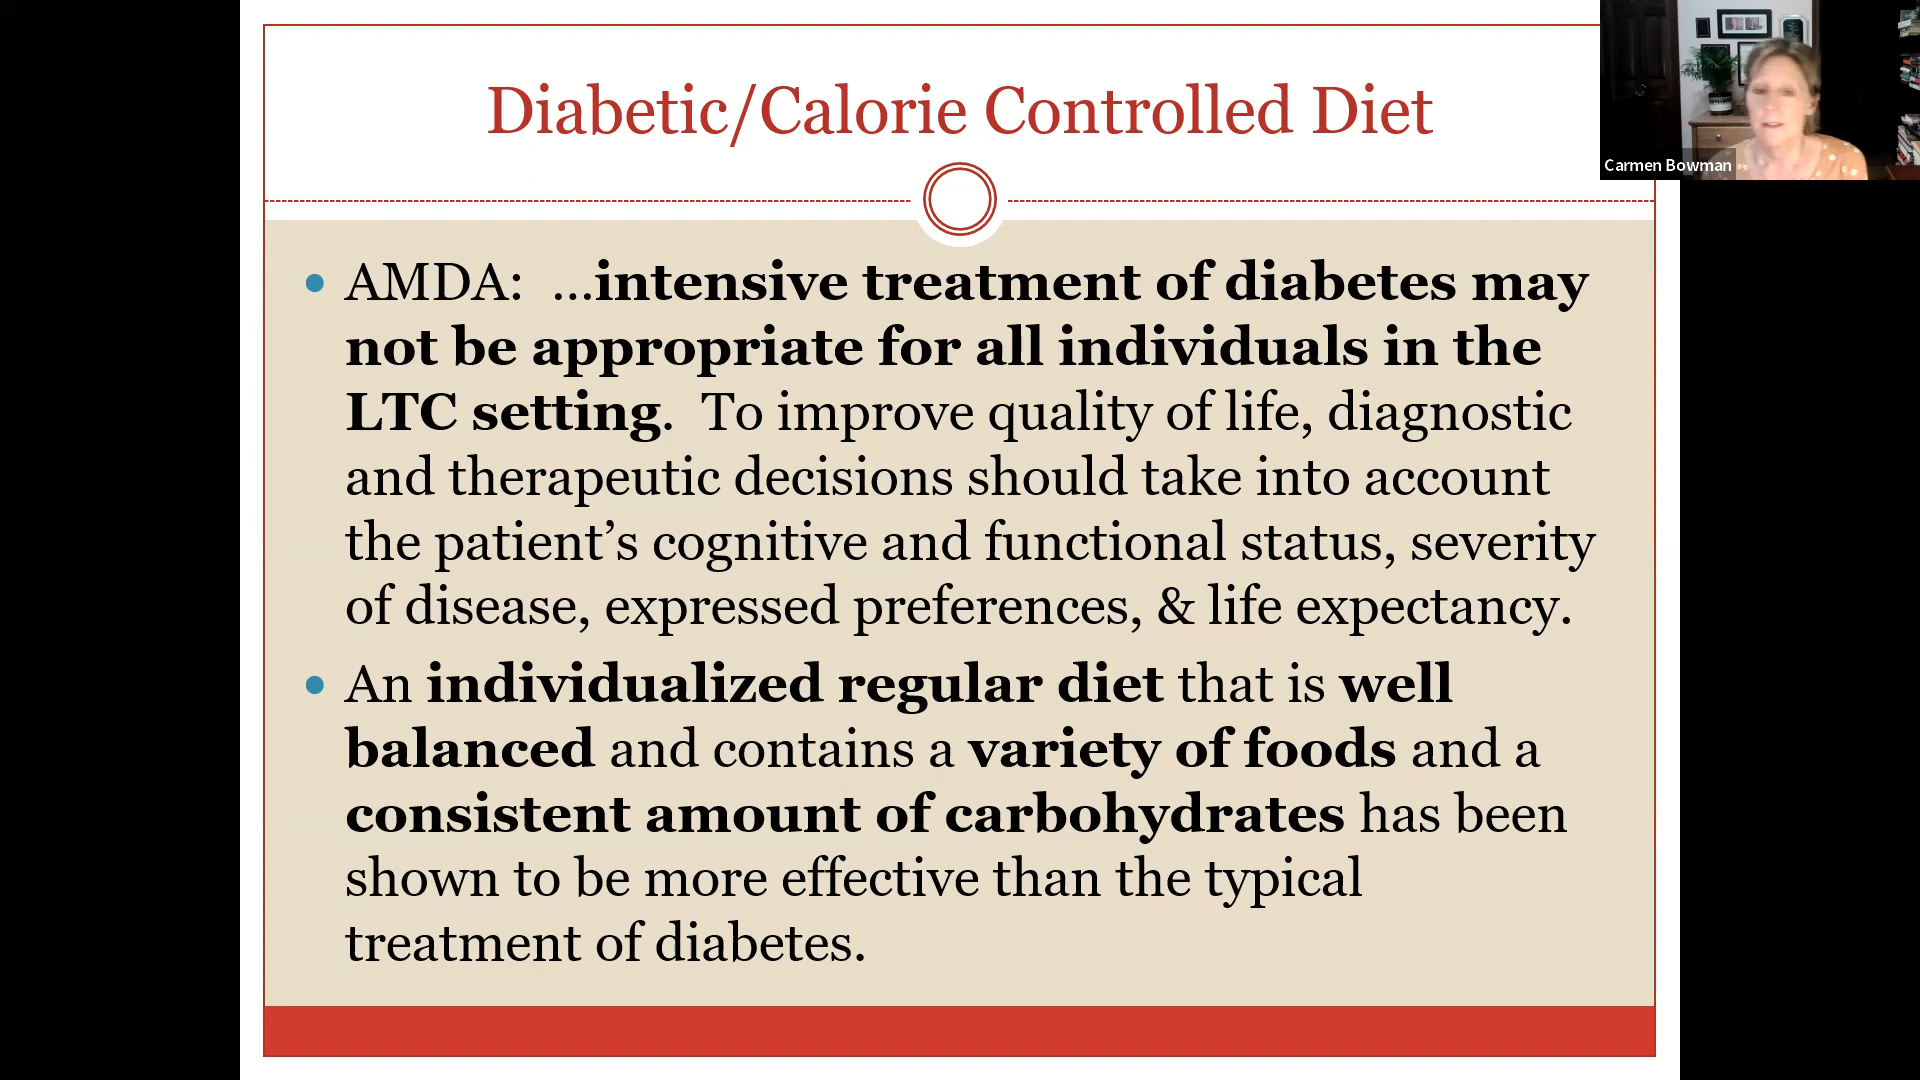 Diabetic/Calorie Controlled Diet
Carmen Bowman
• AMDA:  ...intensive treatment of diabetes may
not be appropriate for all individuals in the
LTC setting.  To improve quality of life, diagnostic
and therapeutic decisions should take into account
the patient’s cognitive and functional status, severity
of disease, expressed preferences, & life expectancy.
• An individualized regular diet that is well
balanced and contains a variety of foods and a
consistent amount of carbohydrates has been
shown to be more effective than the typical
treatment of diabetes.